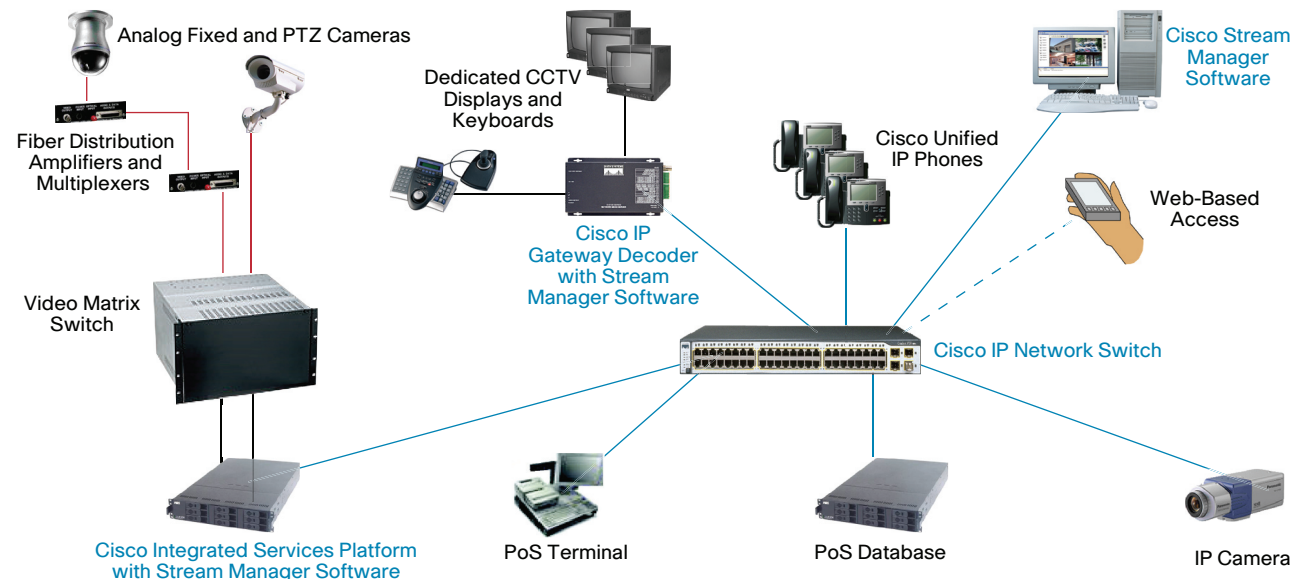 Analog Fixed and PTZ Cameras
Dedicated CCTV
Displays and
Keyboards
Cisco Stream
Manager
Software
Fiber Distribution
Amplifiers and
Multiplexers
Cisco Unified
IP Phones
Web-Based
Access
Cisco IP
Gateway Decoder
with Stream
Manager Software
Video Matrix
Switch
Cisco IP Network Switch
Cisco Integrated Services Platform
with Stream Manager Software
PoS Terminal
PoS Database
IP Camera